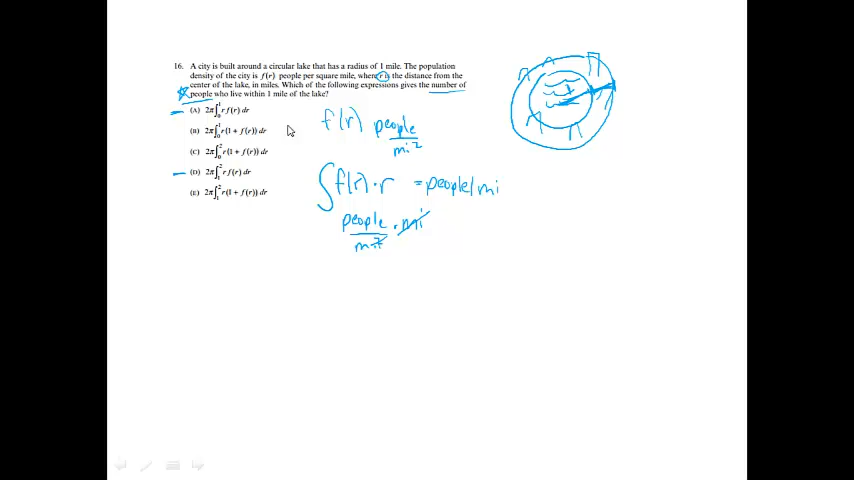 16. A city is built around a circular lake that has a radius of 1 mile. The population
density of the city is f(r) people per square mile, where r is the distance from the
center of the lake, in miles. Which of the following expressions gives the number of
people who live within 1 mile of the lake?
(A) 2π∫₀¹ r f(r) dr
(B) 2π∫₀¹ r(1 + f(r)) dr
(C) 2π∫₀² r(1 + f(r)) dr
(D) 2π∫₁² r f(r) dr
(E) 2π∫₁² r(1 + f(r)) dr
f(r) people/mi²
∫f(r)·r = people/mi
people/mi² · mi
1